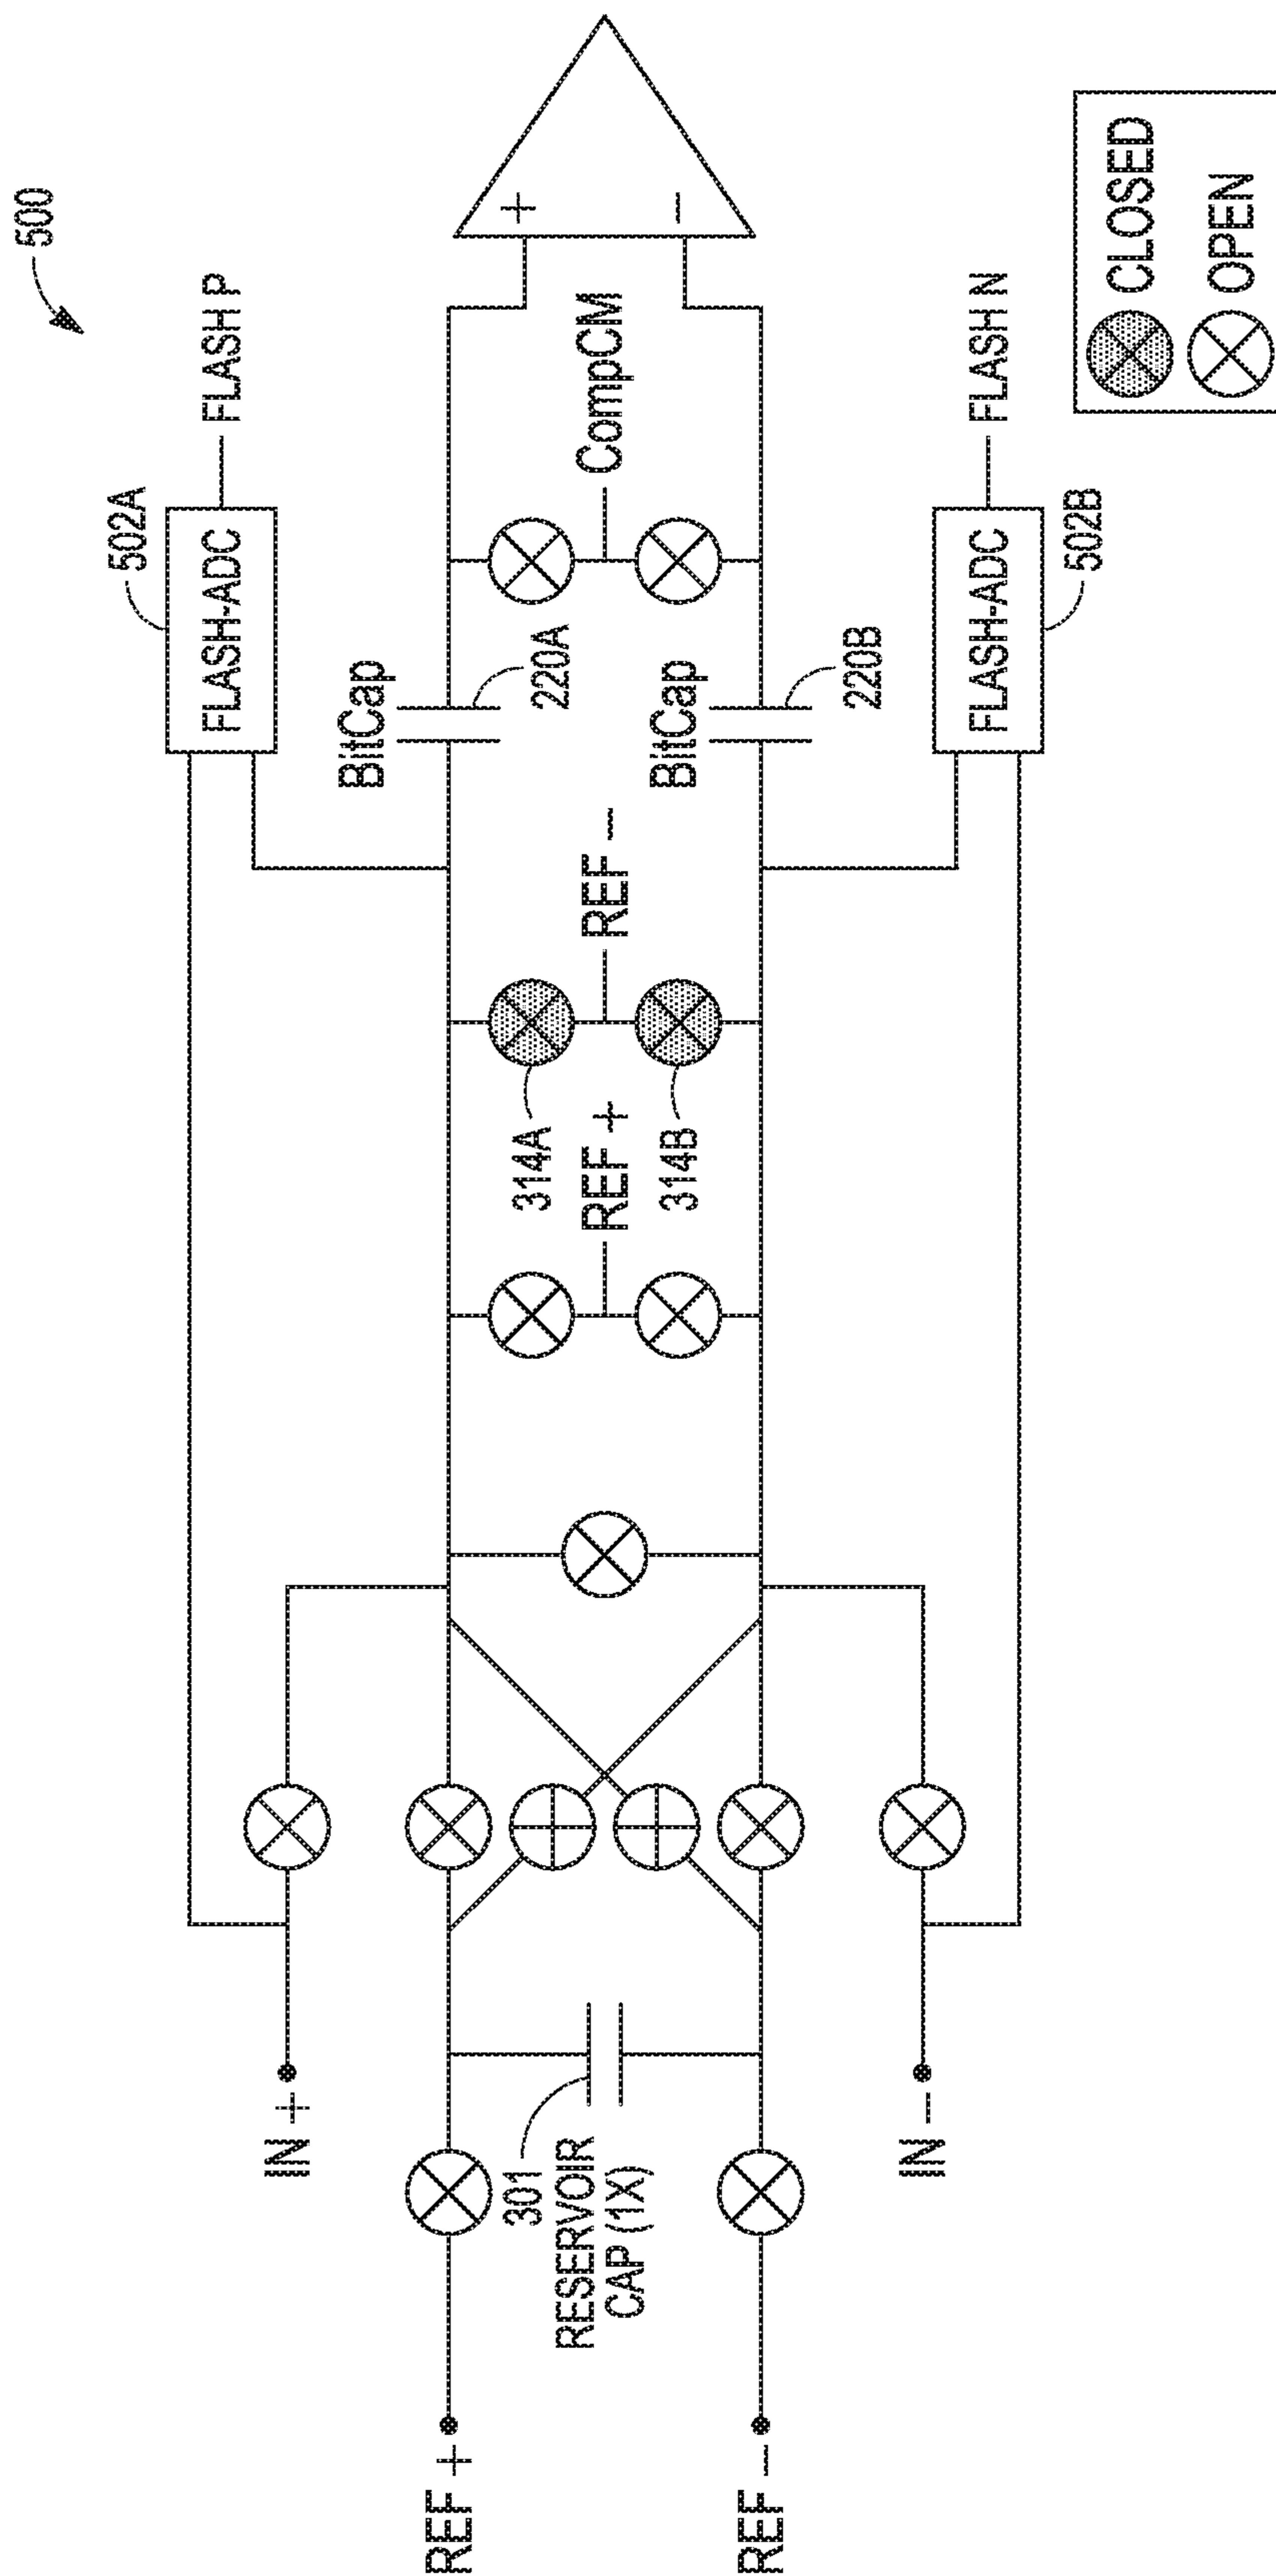 500
502A
FLASH-ADC
FLASH P
IN +
BitCap
220A
REF +
301
RESERVOIR
CAP (1X)
314A
REF +
314B
REF -
CompCM
+
-
REF -
BitCap
220B
IN -
FLASH-ADC
FLASH N
502B
CLOSED
OPEN